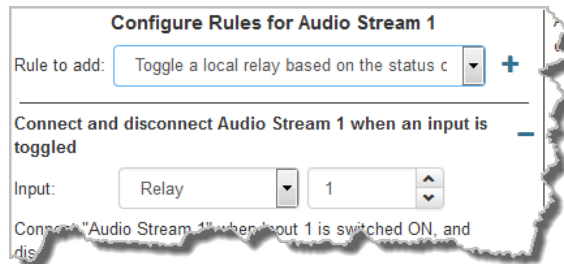 Configure Rules for Audio Stream 1
Rule to add: Toggle a local relay based on the status c
Connect and disconnect Audio Stream 1 when an input is
toggled
Input: Relay 1
Connect "Audio Stream 1" when input 1 is switched ON, and